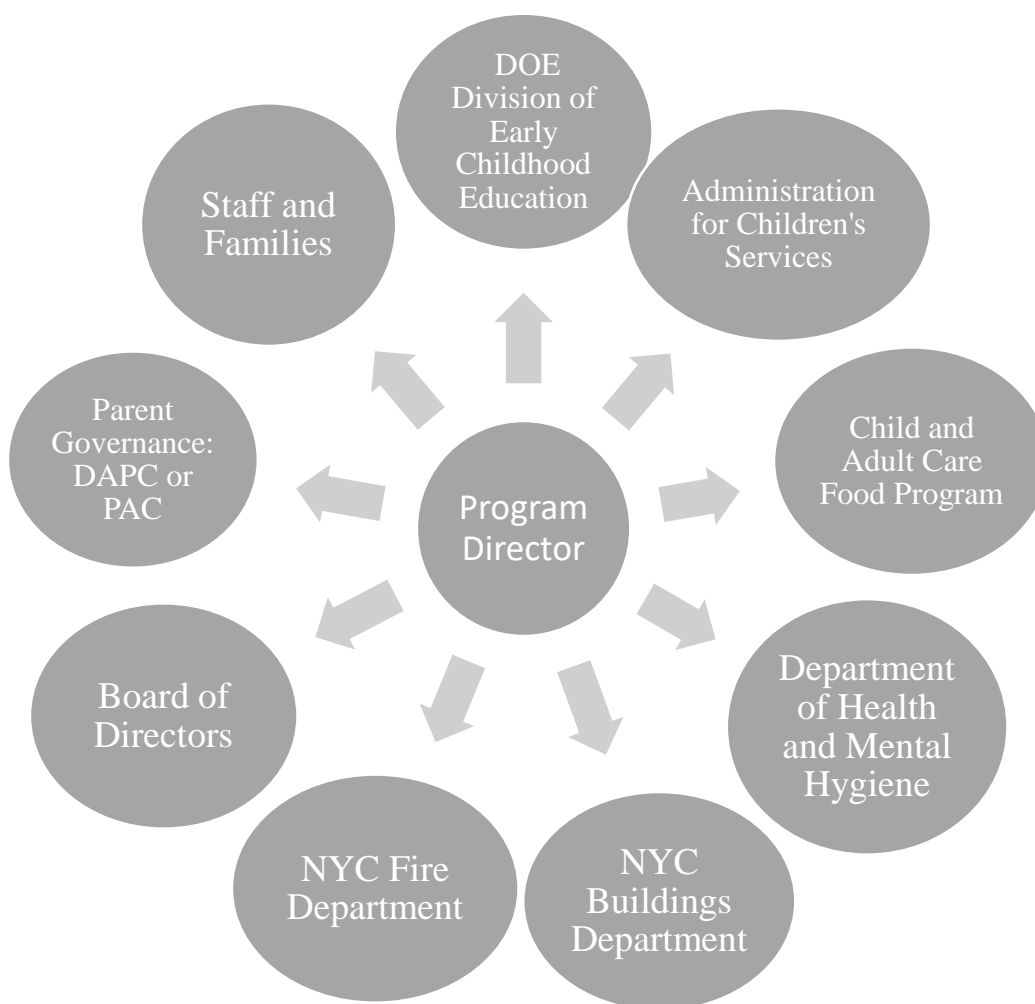 DOE
Division of
Early
Childhood
Education
Administration
for Children's
Services
Child and
Adult Care
Food Program
Department
of Health
and Mental
Hygiene
NYC
Buildings
Department
NYC Fire
Department
Board of
Directors
Parent
Governance:
DAPC or
PAC
Staff and
Families
Program
Director